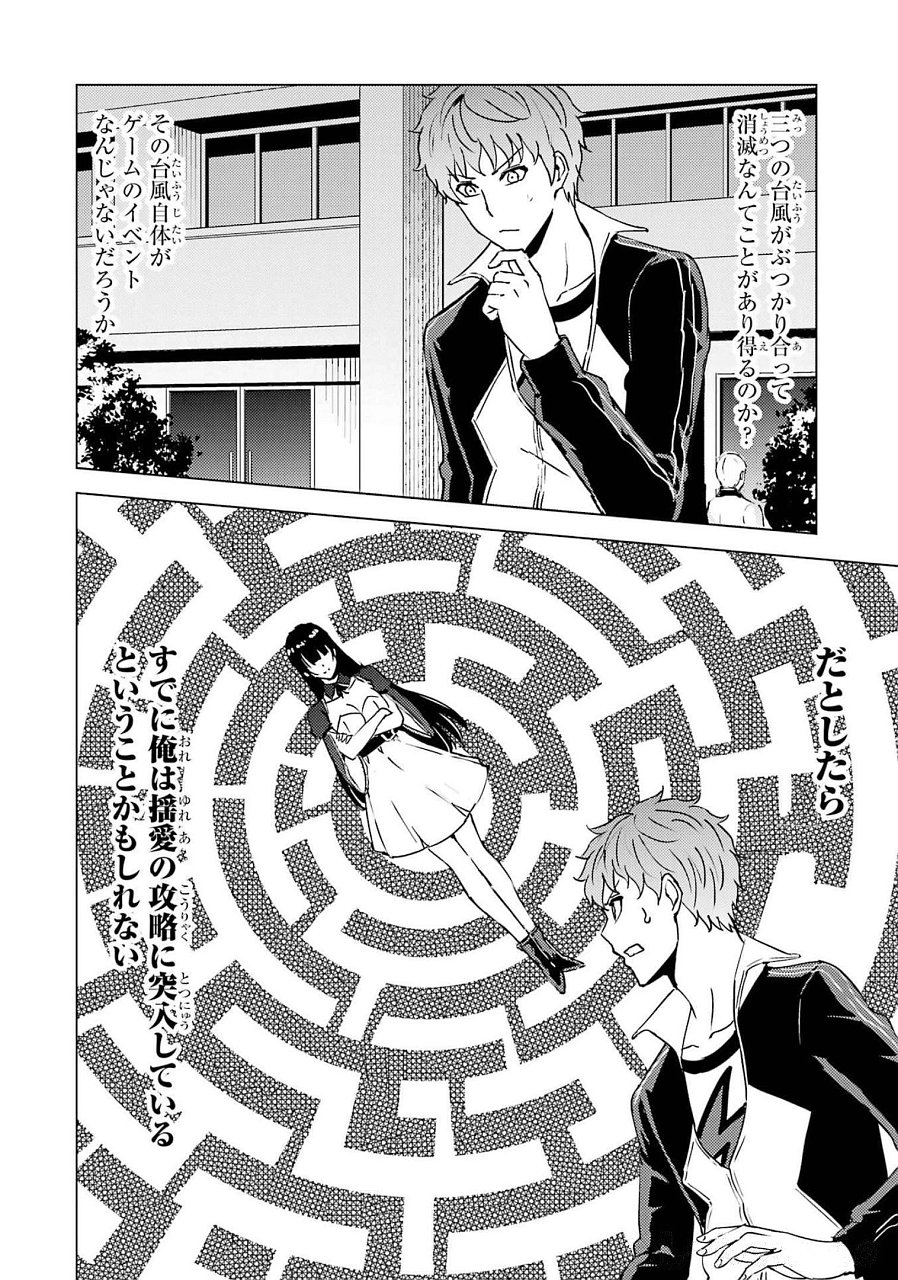 三つの台風がぶつかり合って
消滅なんてことがあり得るのか?
その台風自体が
ゲームのイベント
なんじゃないだろうか
だとしたら
すでに俺は揺愛の攻略に突入している
ということかもしれない